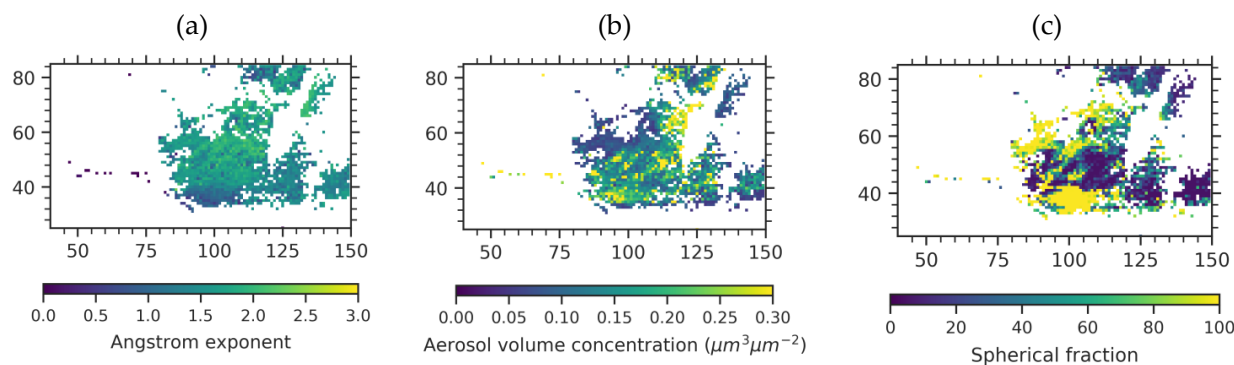 (a) (b) (c)
80 80 80
60 60 60
40 40 40
50 75 100 125 150 50 75 100 125 150 50 75 100 125 150
0.0 0.5 1.0 1.5 2.0 2.5 3.0 0.00 0.05 0.10 0.15 0.20 0.25 0.30 0 20 40 60 80 100
Angstrom exponent Aerosol volume concentration (μm³μm⁻²) Spherical fraction